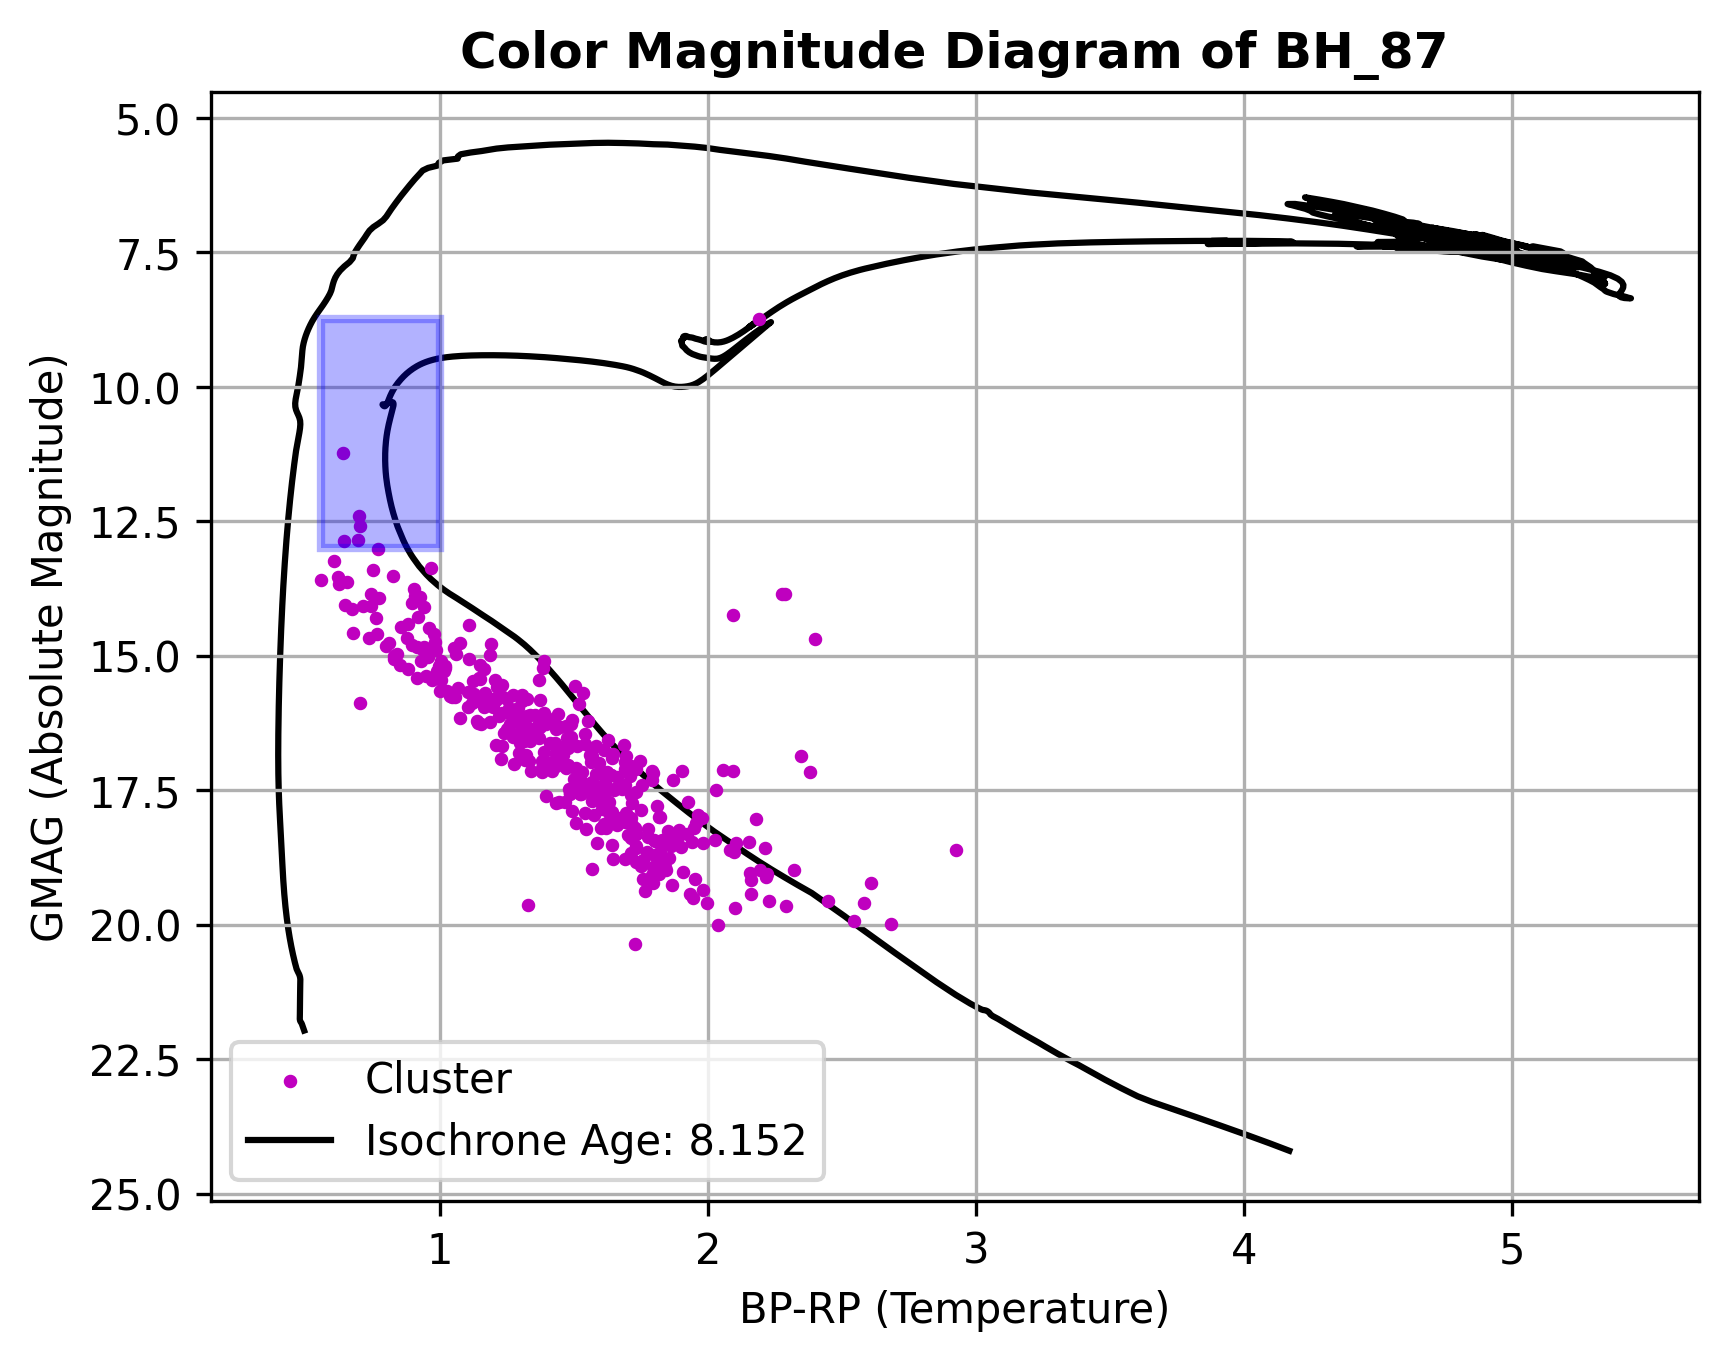 Color Magnitude Diagram of BH_87
GMAG (Absolute Magnitude)
5.0
7.5
10.0
12.5
15.0
17.5
20.0
22.5
25.0
Cluster
Isochrone Age: 8.152
1 2 3 4 5
BP-RP (Temperature)